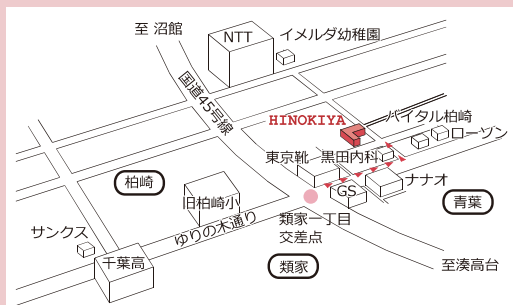 至 沼館
NTT
イメルダ幼稚園
国道45号線
HINOKIYA
バイタル柏崎
ローソン
東京靴
黒田内科
柏崎
旧柏崎小
GS
ナナオ
青葉
ゆりの木通り
類家一丁目
交差点
サンクス
千葉高
類家
至湊高台